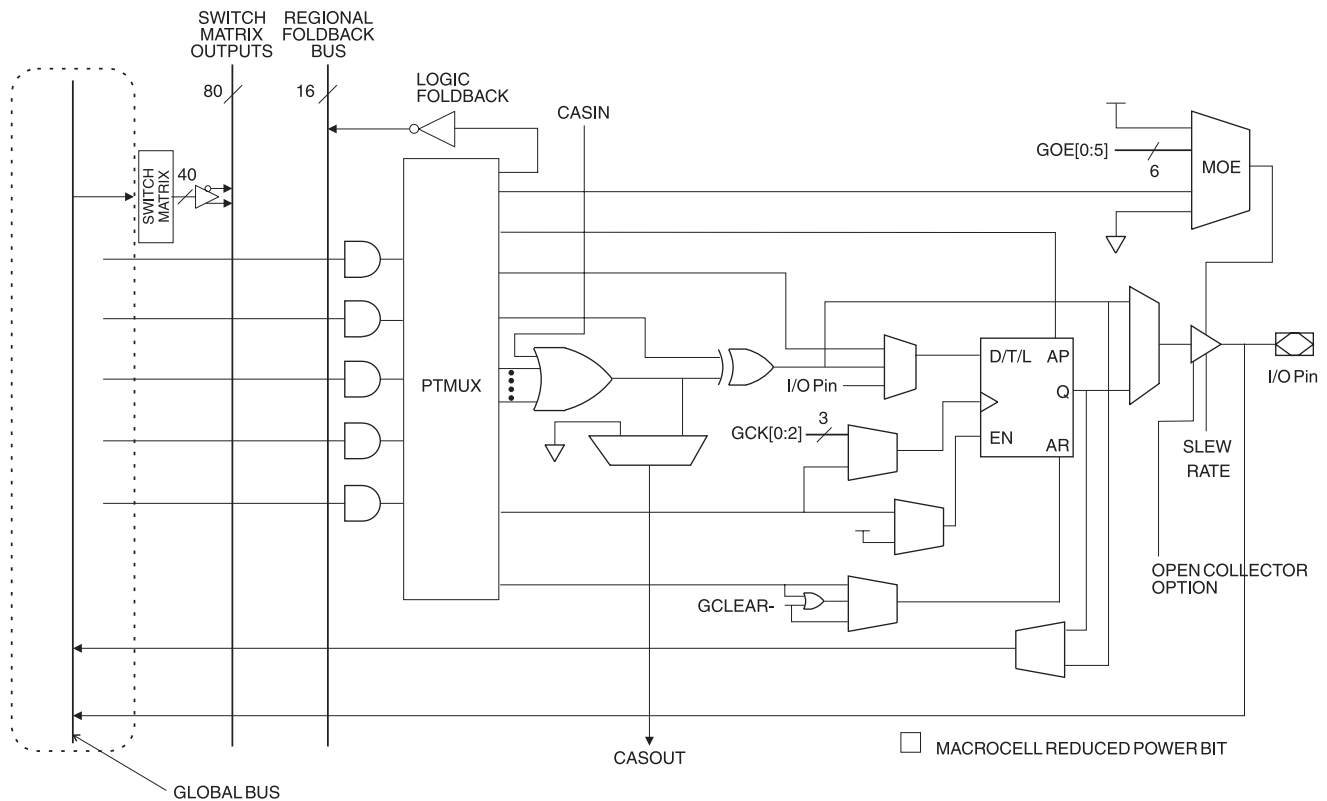 SWITCH
MATRIX
OUTPUTS
REGIONAL
FOLDBACK
BUS
80
16
LOGIC
FOLDBACK
CASIN
GOE[0:5]
6
MOE
SWITCH
MATRIX
40
PTMUX
I/O Pin
D/T/L
AP
Q
EN
AR
GCK[0:2]
3
I/O Pin
SLEW
RATE
OPEN COLLECTOR
OPTION
GCLEAR-
CASOUT
MACROCELL REDUCED POWER BIT
GLOBAL BUS